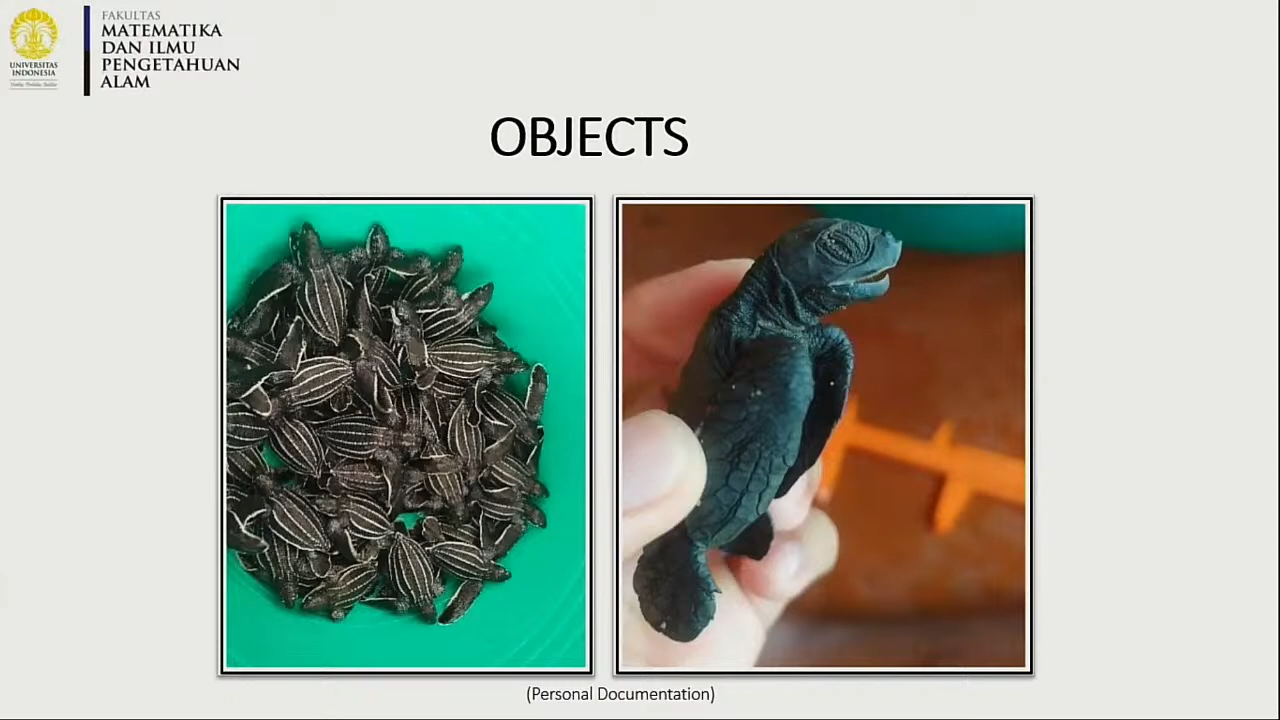 UNIVERSITAS
INDONESIA
FAKULTAS
MATEMATIKA
DAN ILMU
PENGETAHUAN
ALAM
OBJECTS
(Personal Documentation)